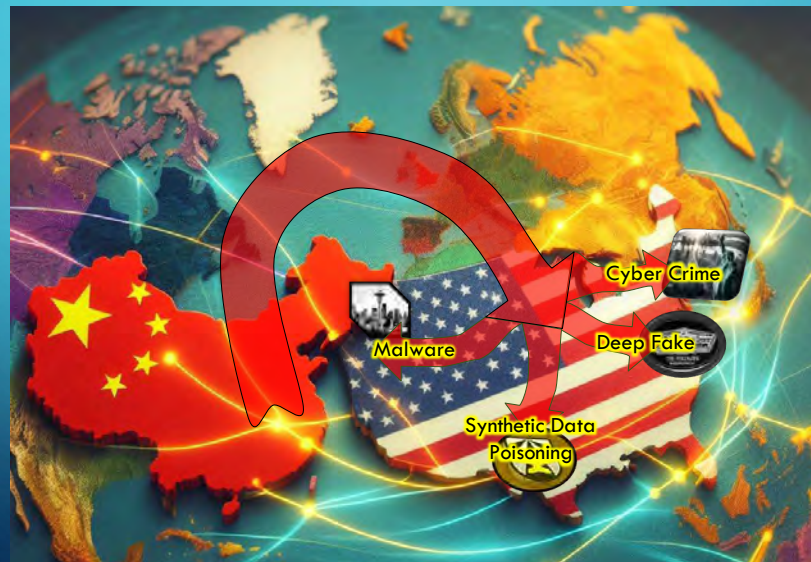 Cyber Crime
Malware
Deep Fake
Synthetic Data
Poisoning